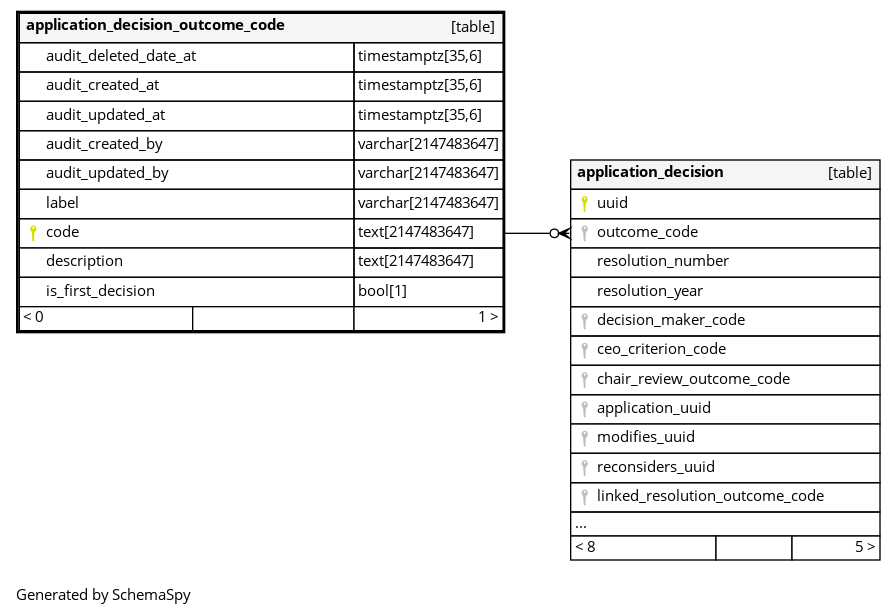 application_decision_outcome_code [table]
audit_deleted_date_at timestamptz[35,6]
audit_created_at timestamptz[35,6]
audit_updated_at timestamptz[35,6]
audit_created_by varchar[2147483647]
audit_updated_by varchar[2147483647]
label varchar[2147483647]
code text[2147483647]
description text[2147483647]
is_first_decision bool[1]
< 0 1 >
application_decision [table]
uuid
outcome_code
resolution_number
resolution_year
decision_maker_code
ceo_criterion_code
chair_review_outcome_code
application_uuid
modifies_uuid
reconsiders_uuid
linked_resolution_outcome_code
...
< 8 5 >
Generated by SchemaSpy